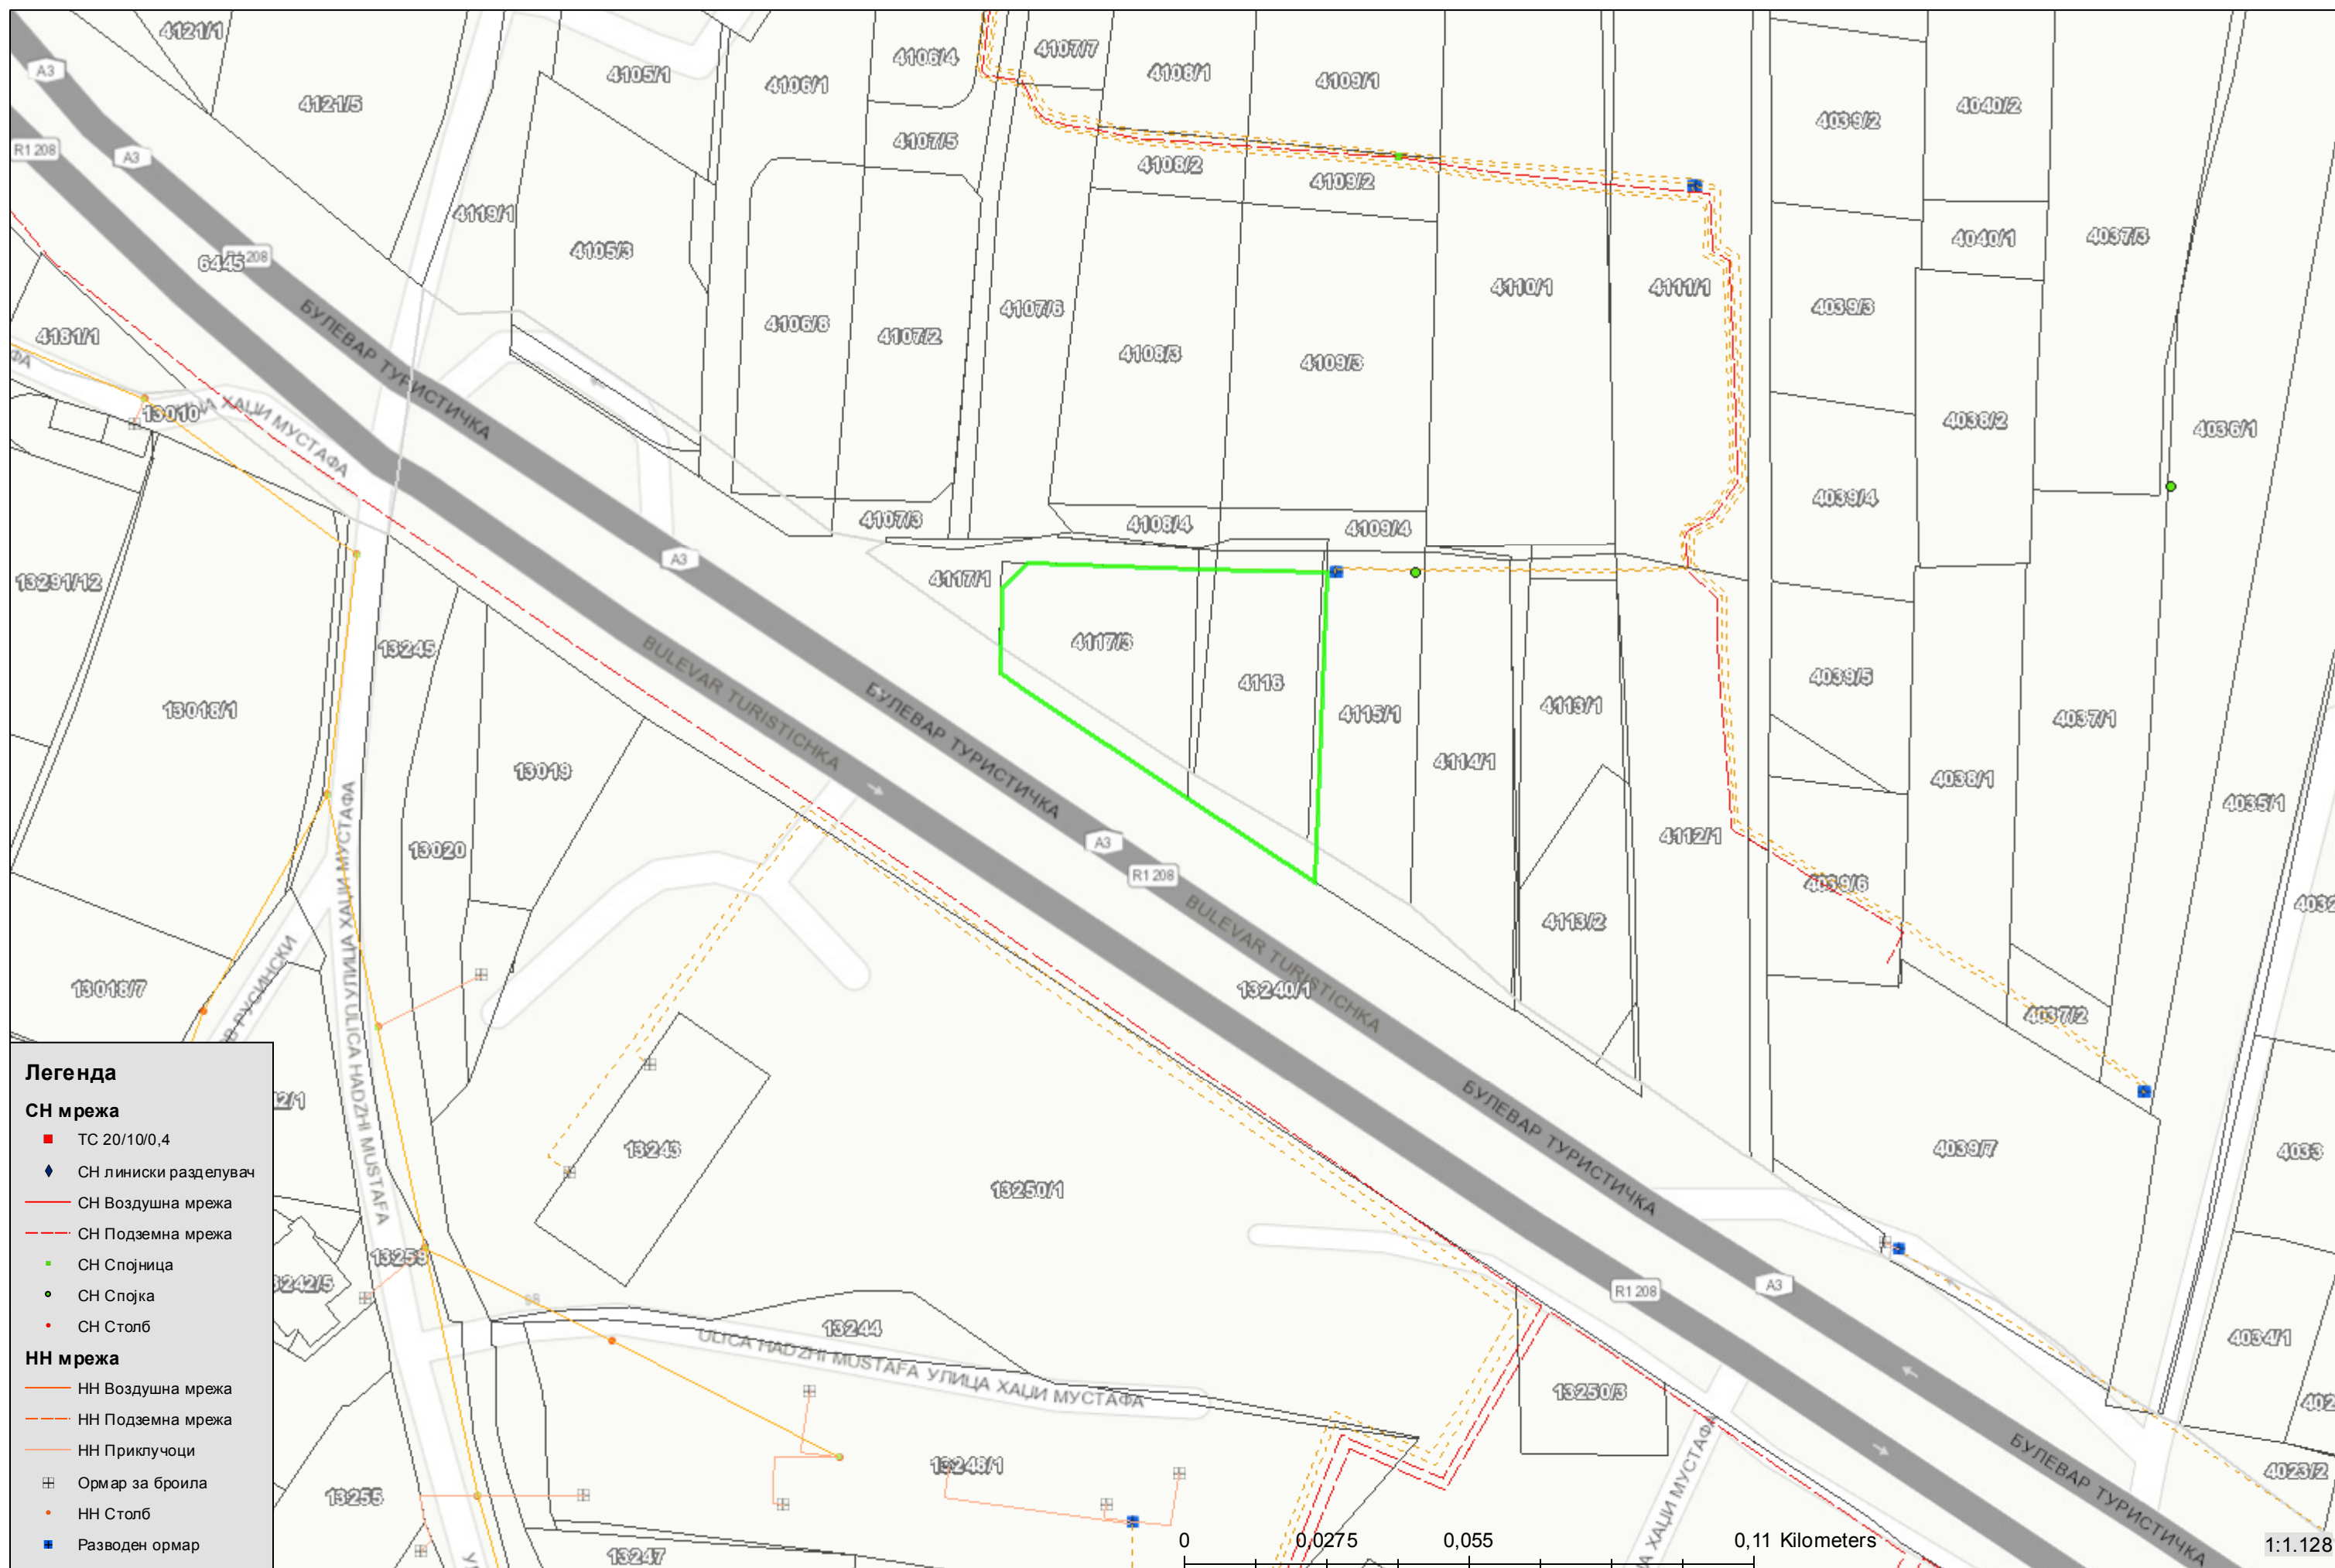 4121/1
4121/5
4105/1
4106/1
4106/4
4107/7
4108/1
4109/1
4040/2
4039/2
A3
R1 208
A3
4107/5
4108/2
4109/2
4119/1
4105/3
4040/1
4037/3
6445
R1 208
4110/1
4111/1
4107/6
4039/3
4181/1
БУЛЕВАР ТУРИСТИЧКА
4106/8
4107/2
4108/3
4109/3
13010
УЛИЦА ХАЏИ МУСТАФА
4038/2
4036/1
4039/4
4107/3
4108/4
4109/4
A3
13291/12
4117/1
13245
BULEVAR TURISTICHKA
4117/3
4116
4039/5
13018/1
БУЛЕВАР ТУРИСТИЧКА
4115/1
4113/1
4037/1
13019
4114/1
4038/1
4035/1
13020
A3
R1 208
4112/1
4039/6
BULEVAR TURISTICHKA
4113/2
13018/7
13240/1
4037/2
ULICA HADZHI MUSTAFA
БУЛЕВАР ТУРИСТИЧКА
13243
13250/1
4039/7
4033
13259
R1 208
A3
98
13244
ULICA HADZHI MUSTAFA УЛИЦА ХАЏИ МУСТАФА
4034/1
13250/3
13248/1
13255
БУЛЕВАР ТУРИСТИЧКА
4023/2
13247
Легенда
СН мрежа
ТС 20/10/0,4
СН линиски разделувач
СН Воздушна мрежа
СН Подземна мрежа
СН Спојница
СН Спојка
СН Столб
НН мрежа
НН Воздушна мрежа
НН Подземна мрежа
НН Приклучоци
Ормар за броила
НН Столб
Разводен ормар
0 0,0275 0,055 0,11 Kilometers
1:1.128